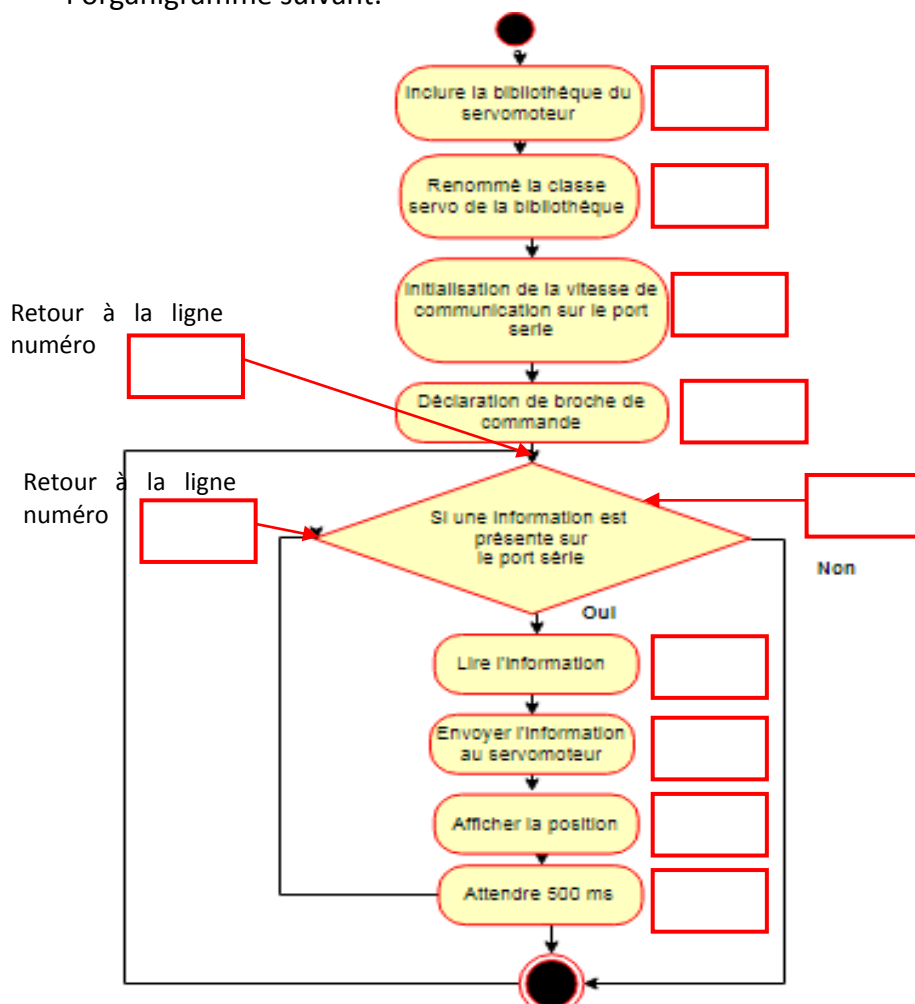 l'organigramme suivant.
Inclure la bibliothèque du
servomoteur
Renommé la classe
servo de la bibliothèque
Initialisation de la vitesse de
communication sur le port
serie
Retour à la ligne
numéro
Déclaration de broche de
commande
Retour à la ligne
numéro
Si une information est
présente sur
le port série
Non
Oui
Lire l'information
Envoyer l'information
au servomoteur
Afficher la position
Attendre 500 ms